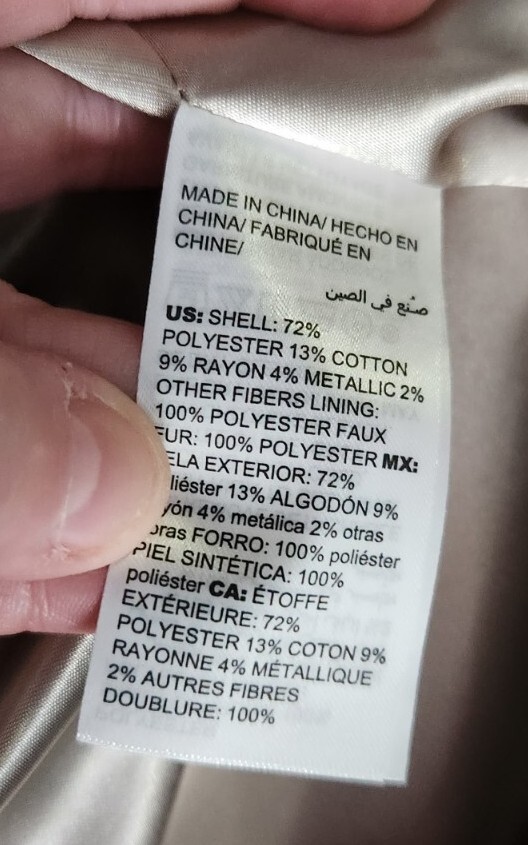 MADE IN CHINA/ HECHO EN
CHINA/ FABRIQUÉ EN
CHINE/
صنع في الصين
US: SHELL: 72%
POLYESTER 13% COTTON
9% RAYON 4% METALLIC 2%
OTHER FIBERS LINING:
100% POLYESTER FAUX
FUR: 100% POLYESTER MX:
ELA EXTERIOR: 72%
liéster 13% ALGODÓN 9%
yón 4% metálica 2% otras
bras FORRO: 100% poliéster
PIEL SINTÉTICA: 100%
poliéster CA: ÉTOFFE
EXTÉRIEURE: 72%
POLYESTER 13% COTON 9%
RAYONNE 4% MÉTALLIQUE
2% AUTRES FIBRES
DOUBLURE: 100%